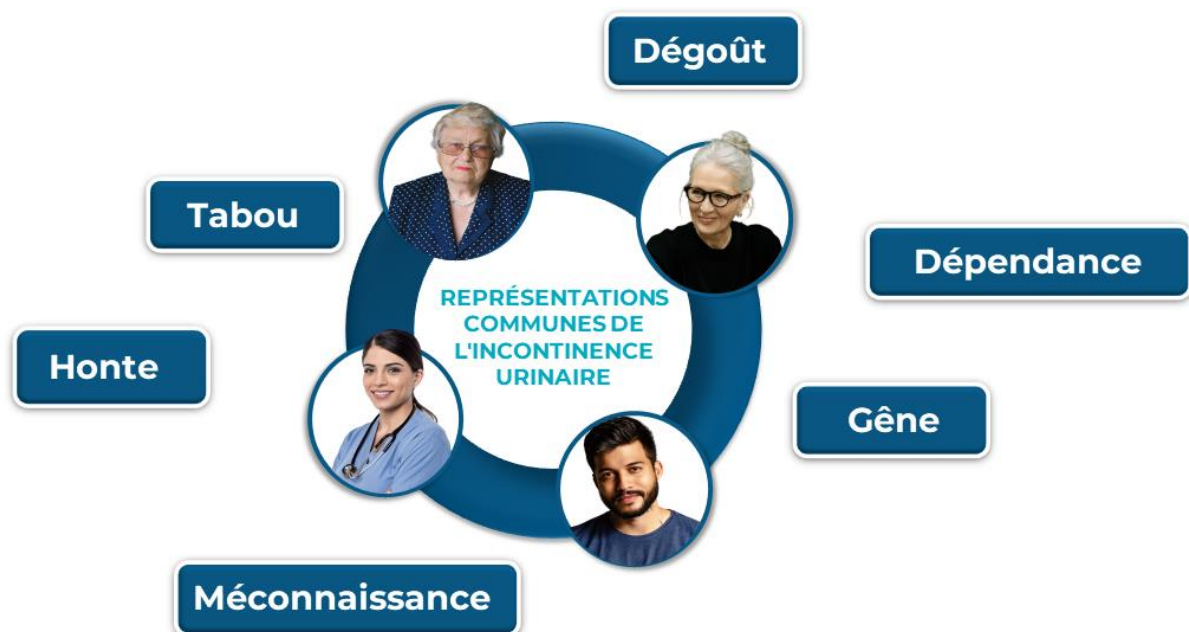 Dégoût
Tabou
Dépendance
REPRÉSENTATIONS
COMMUNES DE
L'INCONTINENCE
URINAIRE
Honte
Gêne
Méconnaissance